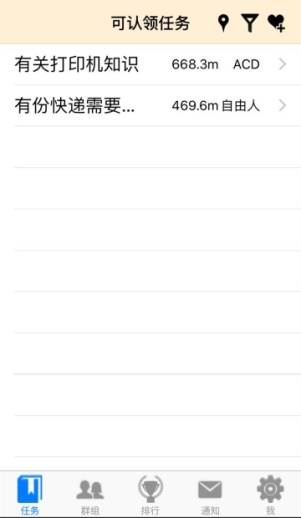 可认领任务
有关打印机知识 668.3m ACD
有份快递需要... 469.6m 自由人
任务 群组 排行 通知 我